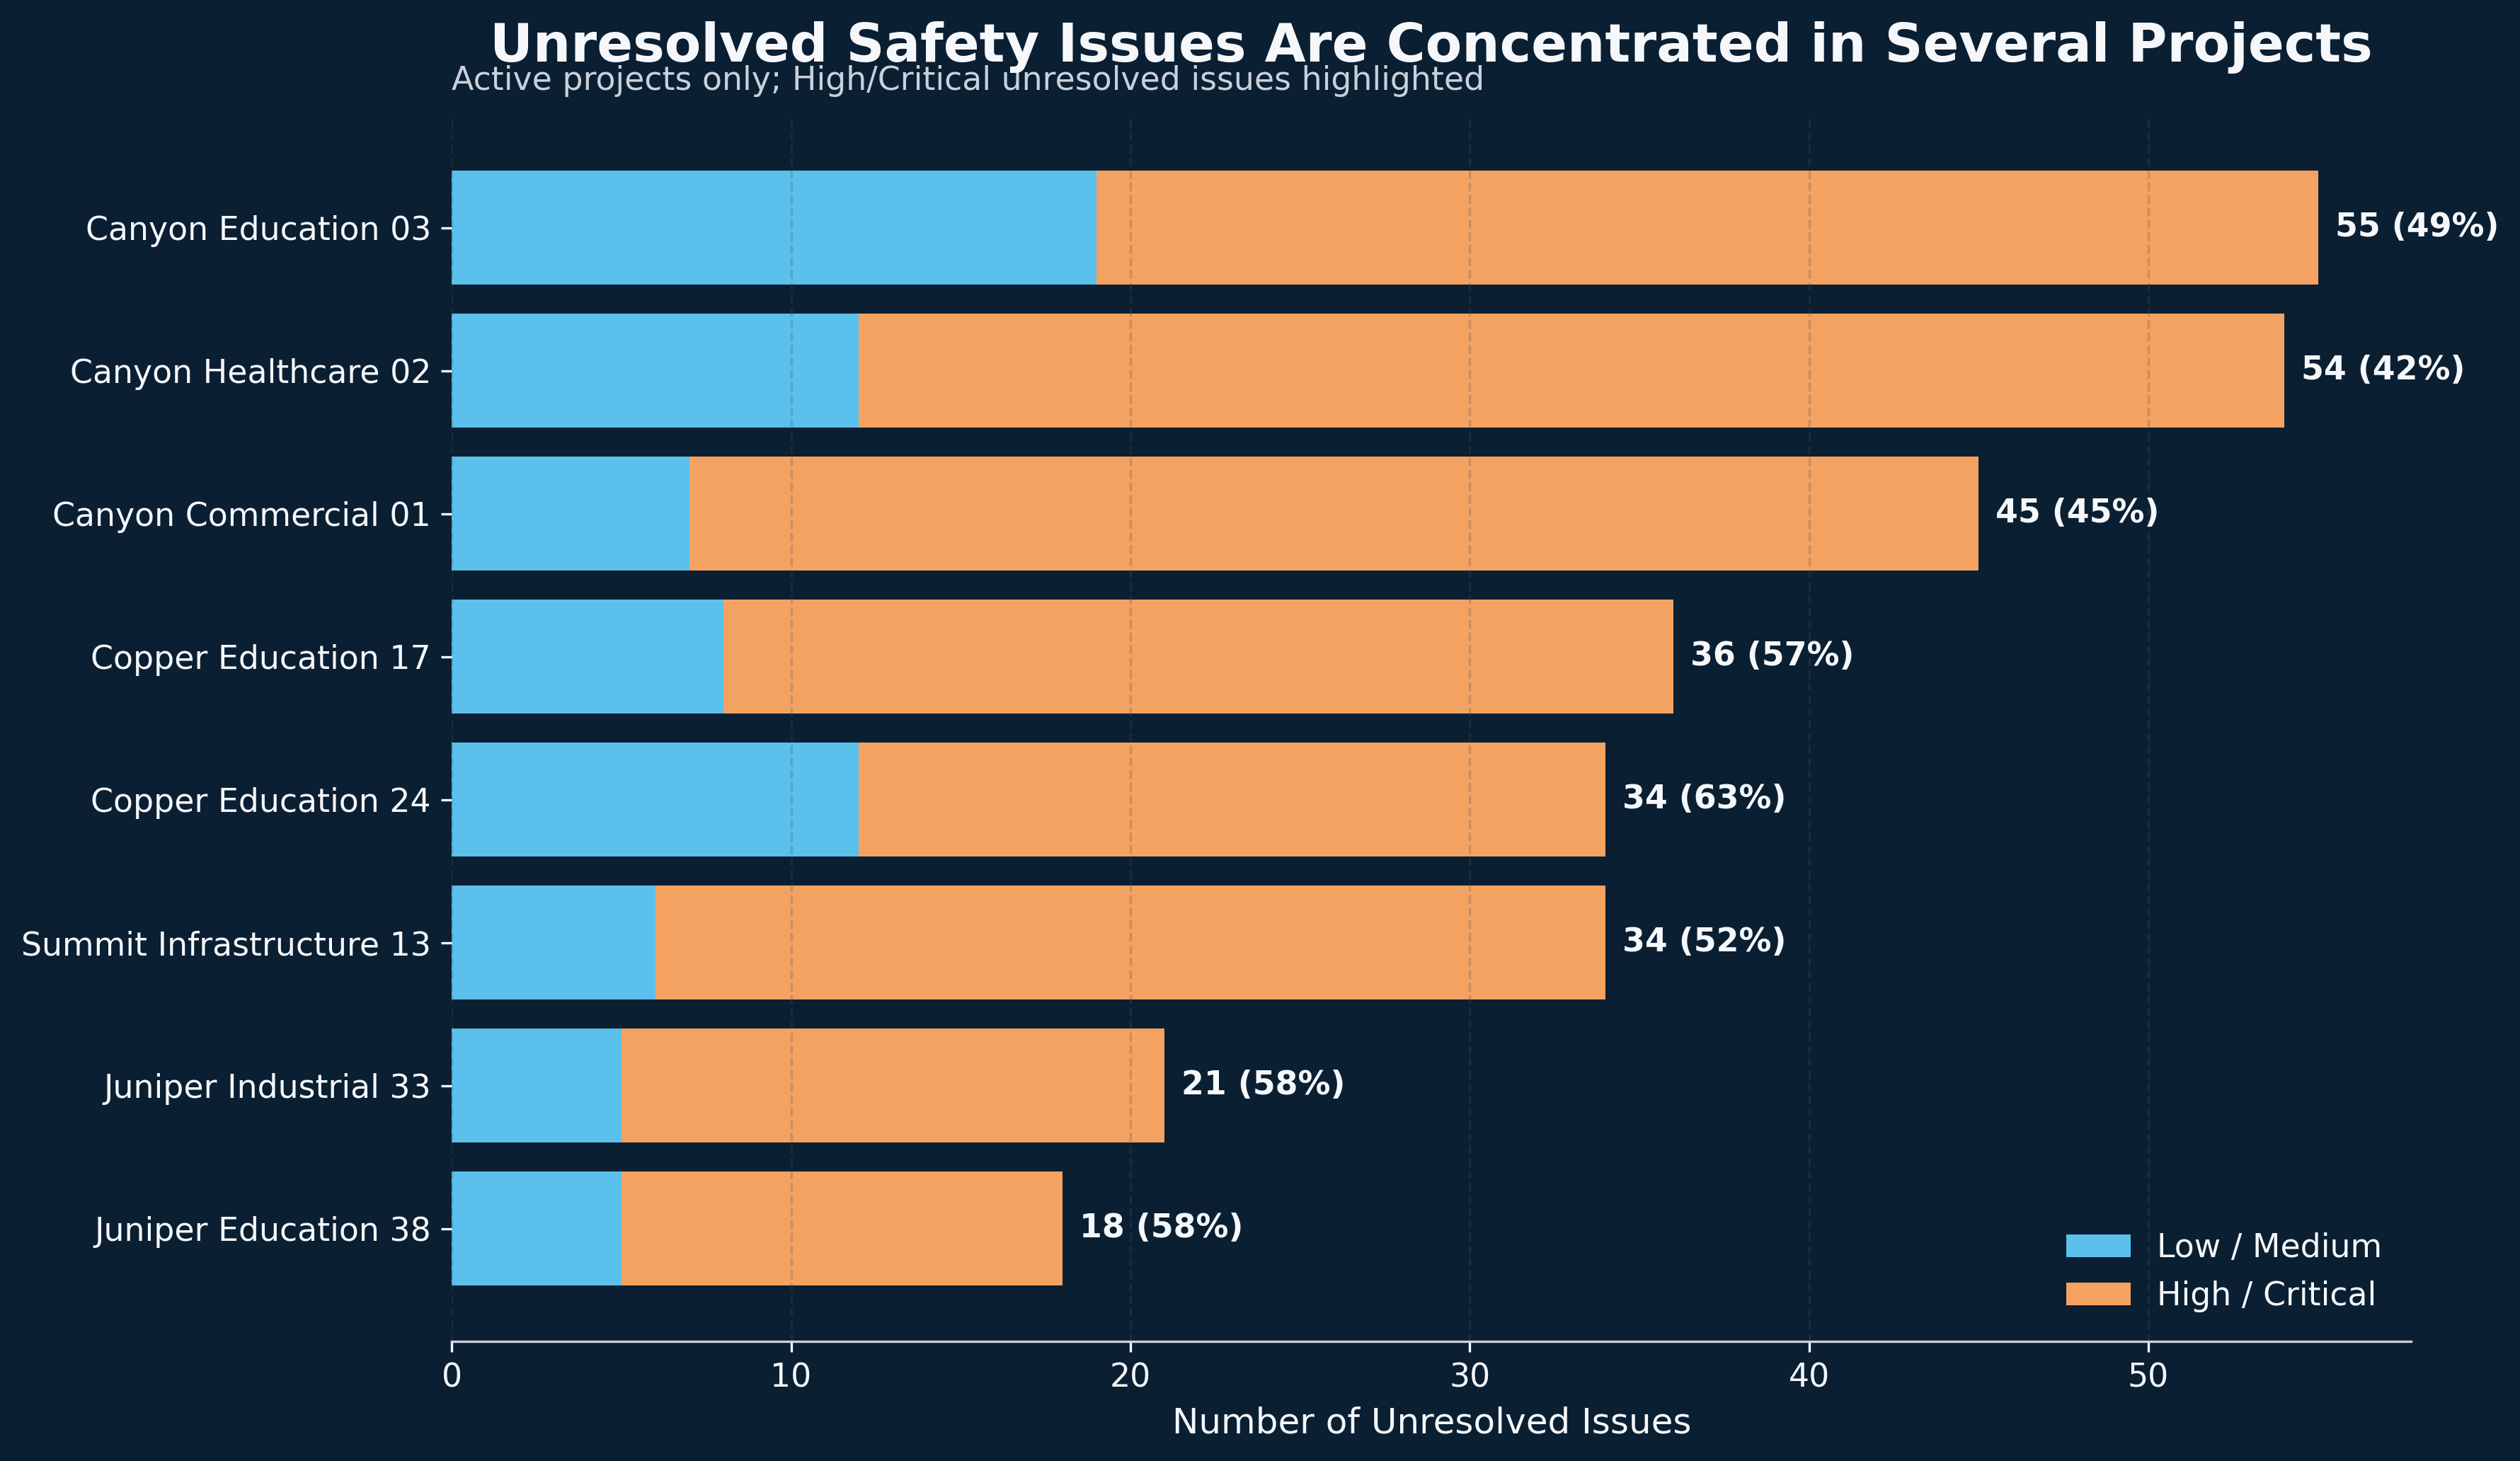 Unresolved Safety Issues Are Concentrated in Several Projects
Active projects only; High/Critical unresolved issues highlighted
Canyon Education 03
55 (49%)
Canyon Healthcare 02
54 (42%)
Canyon Commercial 01
45 (45%)
Copper Education 17
36 (57%)
Copper Education 24
34 (63%)
Summit Infrastructure 13
34 (52%)
Juniper Industrial 33
21 (58%)
Juniper Education 38
18 (58%)
Low / Medium
High / Critical
0 10 20 30 40 50
Number of Unresolved Issues